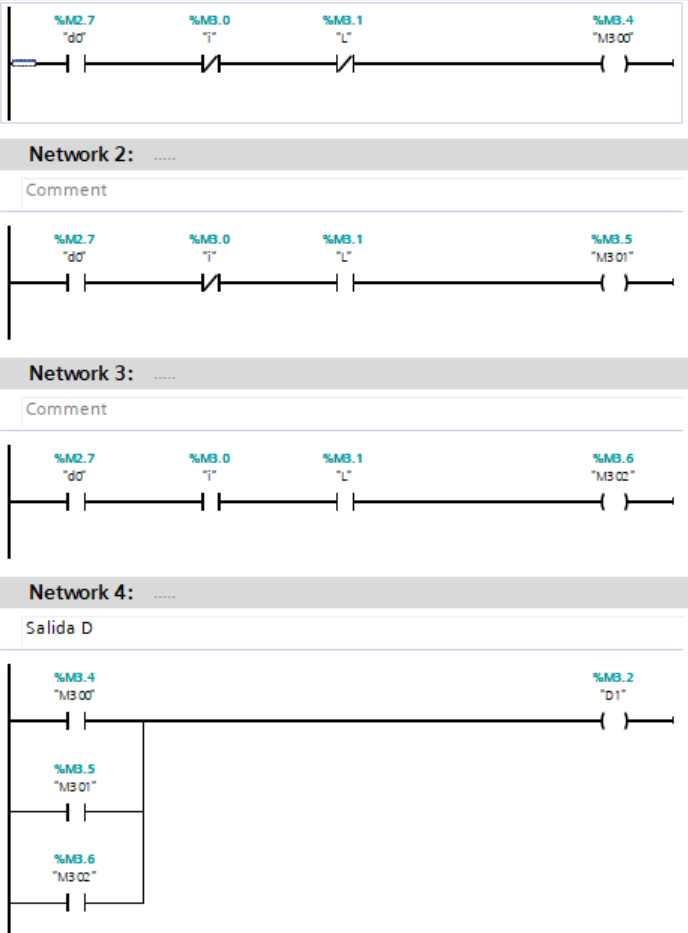 %M2.7 %M3.0 %M3.1 %M3.4
"d0" "i" "L" "M300"
Network 2: .....
Comment
%M2.7 %M3.0 %M3.1 %M3.5
"d0" "i" "L" "M301"
Network 3: .....
Comment
%M2.7 %M3.0 %M3.1 %M3.6
"d0" "i" "L" "M302"
Network 4: .....
Salida D
%M3.4 %M3.2
"M300" "D1"
%M3.5
"M301"
%M3.6
"M302"